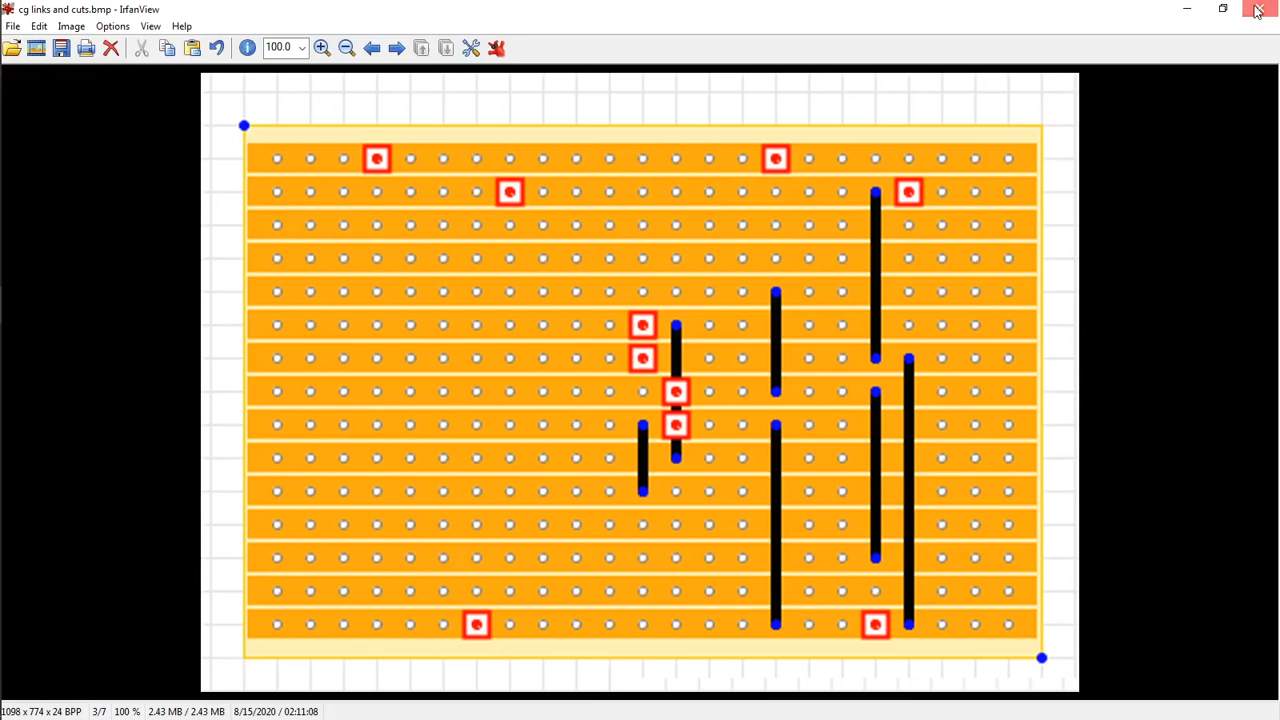 cg links and cuts.bmp - IrfanView
File Edit Image Options View Help
100.0
1098 x 774 x 24 BPP 3/7 100 % 2.43 MB / 2.43 MB 8/15/2020 / 02:11:08